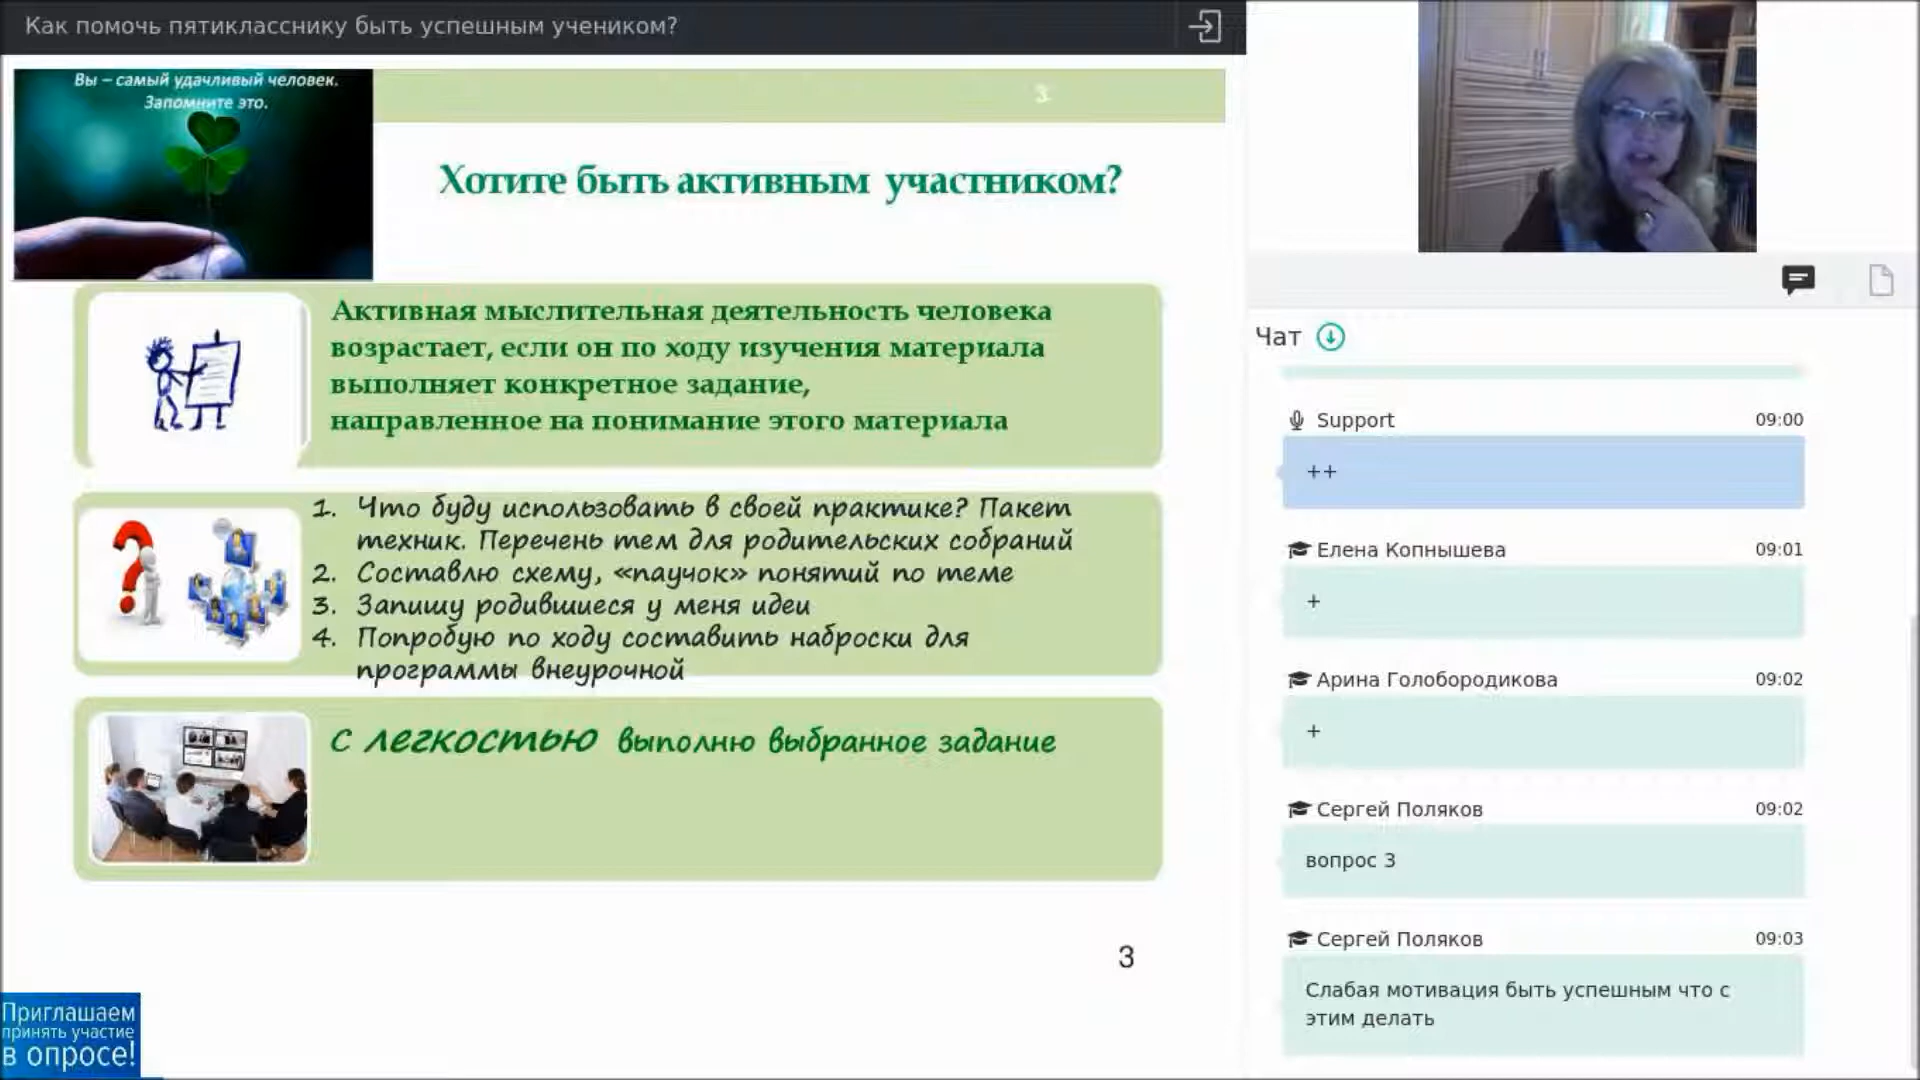 Как помочь пятикласснику быть успешным учеником?
Вы – самый удачливый человек.
Запомните это.
3
Хотите быть активным участником?
Активная мыслительная деятельность человека
возрастает, если он по ходу изучения материала
выполняет конкретное задание,
направленное на понимание этого материала
1. Что буду использовать в своей практике? Пакет
техник. Перечень тем для родительских собраний
2. Составлю схему, «паучок» понятий по теме
3. Запишу родившиеся у меня идеи
4. Попробую по ходу составить наброски для
программы внеурочной
С легкостью выполню выбранное задание
3
Приглашаем
принять участие
в опросе!
Чат
Support 09:00
++
Елена Копнышева 09:01
+
Арина Голобородикова 09:02
+
Сергей Поляков 09:02
вопрос 3
Сергей Поляков 09:03
Слабая мотивация быть успешным что с
этим делать